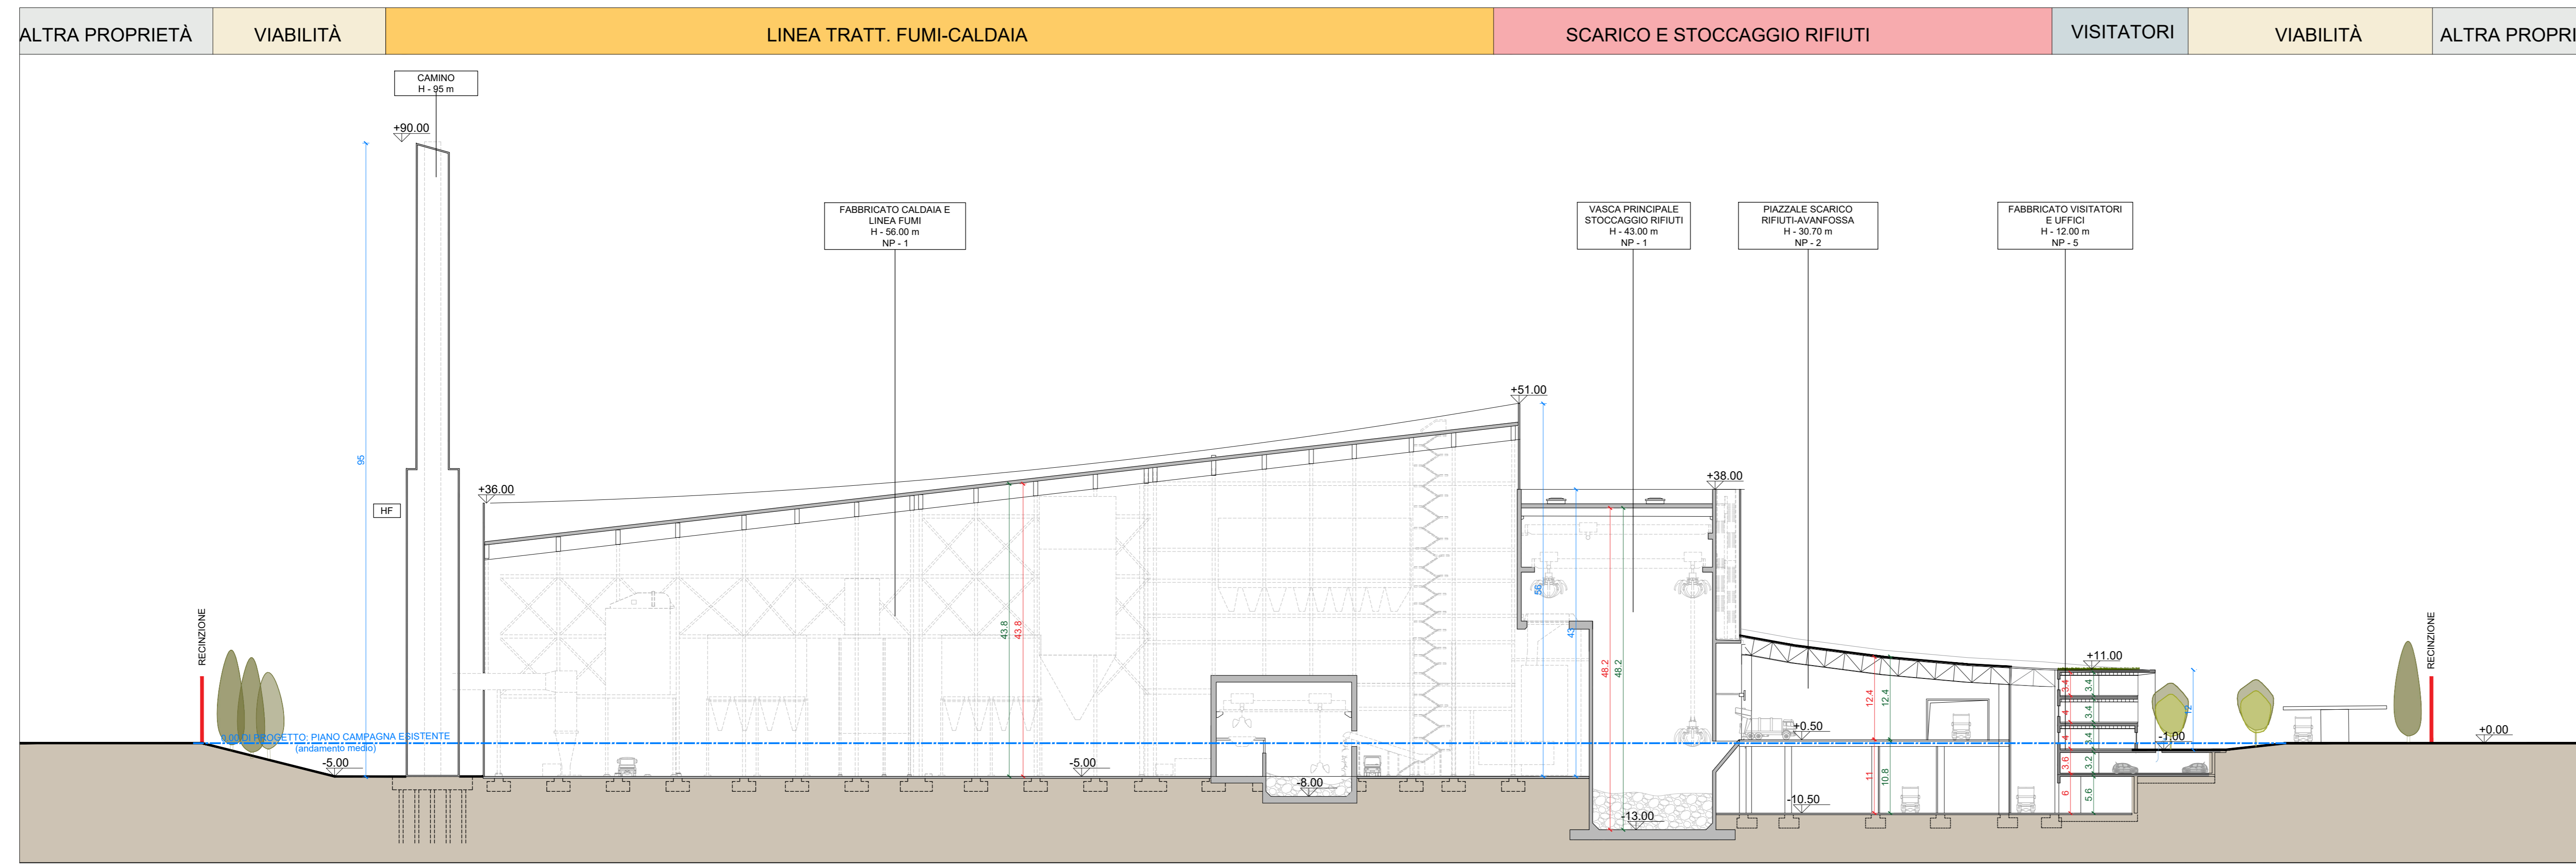 ALTRA PROPRIETÀ
VIABILITÀ
LINEA TRATT. FUMI-CALDAIA
SCARICO E STOCCAGGIO RIFIUTI
VISITATORI
VIABILITÀ
ALTRA PROPRI
CAMINO
H - 95 m
+90.00
95
HF
RECINZIONE
0.00 DI PROGETTO: PIANO CAMPAGNA ESISTENTE
(andamento medio)
-5.00
+36.00
FABBRICATO CALDAIA E
LINEA FUMI
H - 56.00 m
NP - 1
43.8
43.8
-5.00
-8.00
+51.00
56
43
VASCA PRINCIPALE
STOCCAGGIO RIFIUTI
H - 43.00 m
NP - 1
48.2
48.2
-13.00
+38.00
PIAZZALE SCARICO
RIFIUTI-AVANFOSSA
H - 30.70 m
NP - 2
12.4
12.4
+0.50
11
10.8
-10.50
FABBRICATO VISITATORI
E UFFICI
H - 12.00 m
NP - 5
+11.00
3.4
3.4
4
3.4
4
3.4
3.6
3.2
6
5.6
12
-1.00
RECINZIONE
+0.00